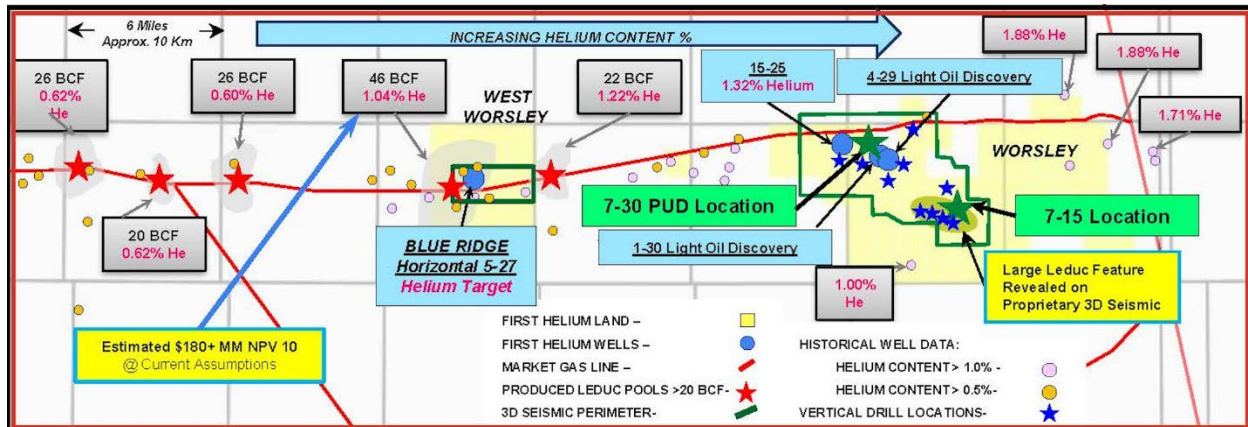 6 Miles
Approx. 10 Km
INCREASING HELIUM CONTENT %
26 BCF
0.62%
He
26 BCF
0.60% He
46 BCF
1.04% He
WEST
WORSLEY
22 BCF
1.22% He
15-25
1.32% Helium
4-29 Light Oil Discovery
1.88% He
1.88% He
1.71% He
WORSLEY
20 BCF
0.62% He
BLUE RIDGE
Horizontal 5-27
Helium Target
7-30 PUD Location
1-30 Light Oil Discovery
7-15 Location
1.00%
He
Large Leduc Feature
Revealed on
Proprietary 3D Seismic
Estimated $180+ MM NPV 10
@ Current Assumptions
FIRST HELIUM LAND –
FIRST HELIUM WELLS –
MARKET GAS LINE –
PRODUCED LEDUC POOLS >20 BCF-
3D SEISMIC PERIMETER-
HISTORICAL WELL DATA:
HELIUM CONTENT> 1.0% -
HELIUM CONTENT> 0.5%-
VERTICAL DRILL LOCATIONS-